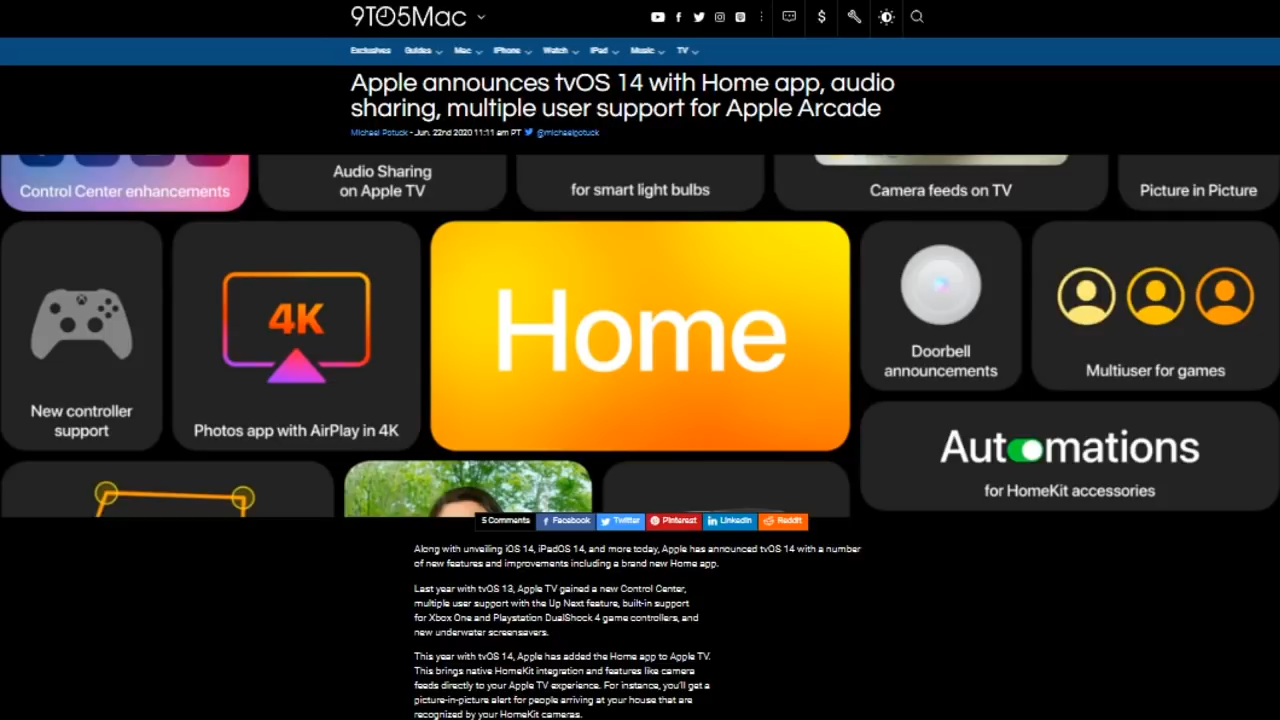 9TO5Mac
Exclusives Guides Mac iPhone Watch iPad Music TV
Apple announces tvOS 14 with Home app, audio
sharing, multiple user support for Apple Arcade
Michael Potuck - Jun. 22nd 2020 11:11 am PT @michaelpotuck
Control Center enhancements
Audio Sharing
on Apple TV
for smart light bulbs
Camera feeds on TV
Picture in Picture
New controller
support
4K
Photos app with AirPlay in 4K
Home
Doorbell
announcements
Multiuser for games
Automations
for HomeKit accessories
5 Comments Facebook Twitter Pinterest LinkedIn Reddit
Along with unveiling iOS 14, iPadOS 14, and more today, Apple has announced tvOS 14 with a number
of new features and improvements including a brand new Home app.
Last year with tvOS 13, Apple TV gained a new Control Center,
multiple user support with the Up Next feature, built-in support
for Xbox One and Playstation DualShock 4 game controllers, and
new underwater screensavers.
This year with tvOS 14, Apple has added the Home app to Apple TV.
This brings native HomeKit integration and features like camera
feeds directly to your Apple TV experience. For instance, you'll get a
picture-in-picture alert for people arriving at your house that are
recognized by your HomeKit cameras.